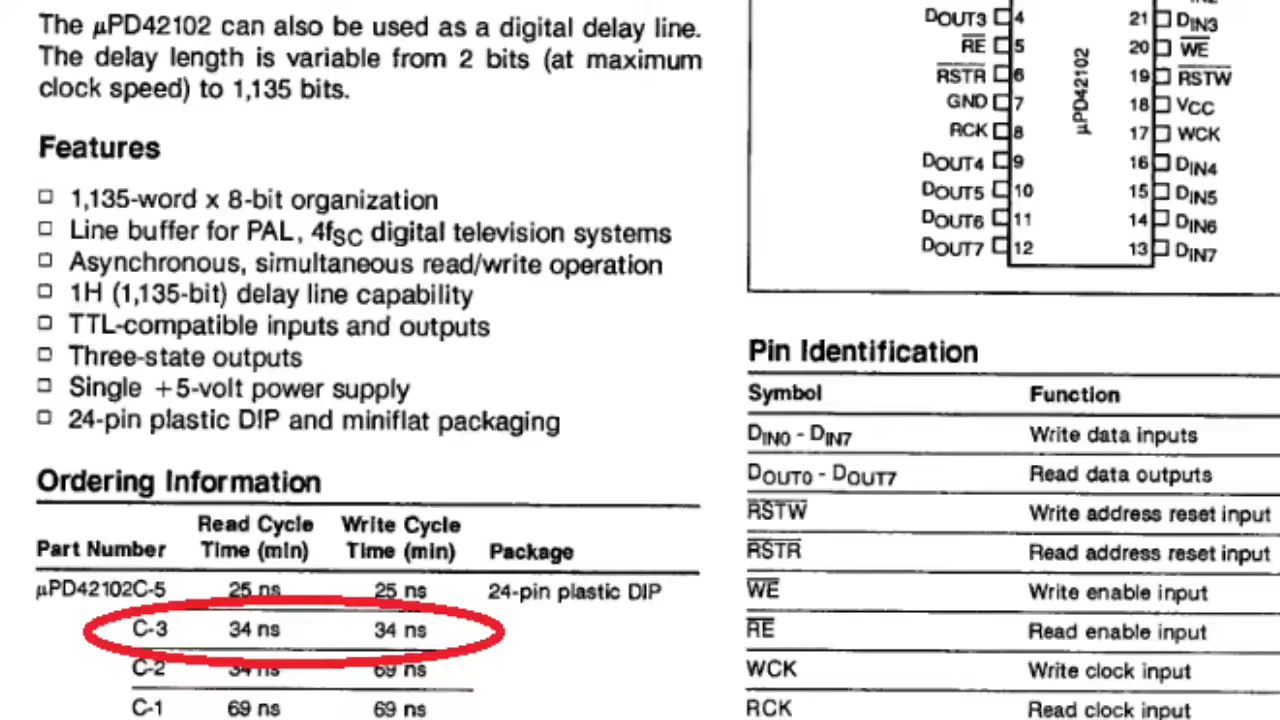 The µPD42102 can also be used as a digital delay line.
The delay length is variable from 2 bits (at maximum
clock speed) to 1,135 bits.
Features
1,135-word x 8-bit organization
Line buffer for PAL, 4fSC digital television systems
Asynchronous, simultaneous read/write operation
1H (1,135-bit) delay line capability
TTL-compatible inputs and outputs
Three-state outputs
Single +5-volt power supply
24-pin plastic DIP and miniflat packaging
Ordering Information
Part Number Read Cycle Time (min) Write Cycle Time (min) Package
µPD42102C-5 25 ns 25 ns 24-pin plastic DIP
C-3 34 ns 34 ns
C-2 34 ns 69 ns
C-1 69 ns 69 ns
DOUT3 4 21 DIN3
RE 5 20 WE
RSTR 6 19 RSTW
GND 7 18 VCC
RCK 8 17 WCK
DOUT4 9 16 DIN4
DOUT5 10 15 DIN5
DOUT6 11 14 DIN6
DOUT7 12 13 DIN7
µPD42102
Pin Identification
Symbol Function
DIN0 - DIN7 Write data inputs
DOUT0 - DOUT7 Read data outputs
RSTW Write address reset input
RSTR Read address reset input
WE Write enable input
RE Read enable input
WCK Write clock input
RCK Read clock input